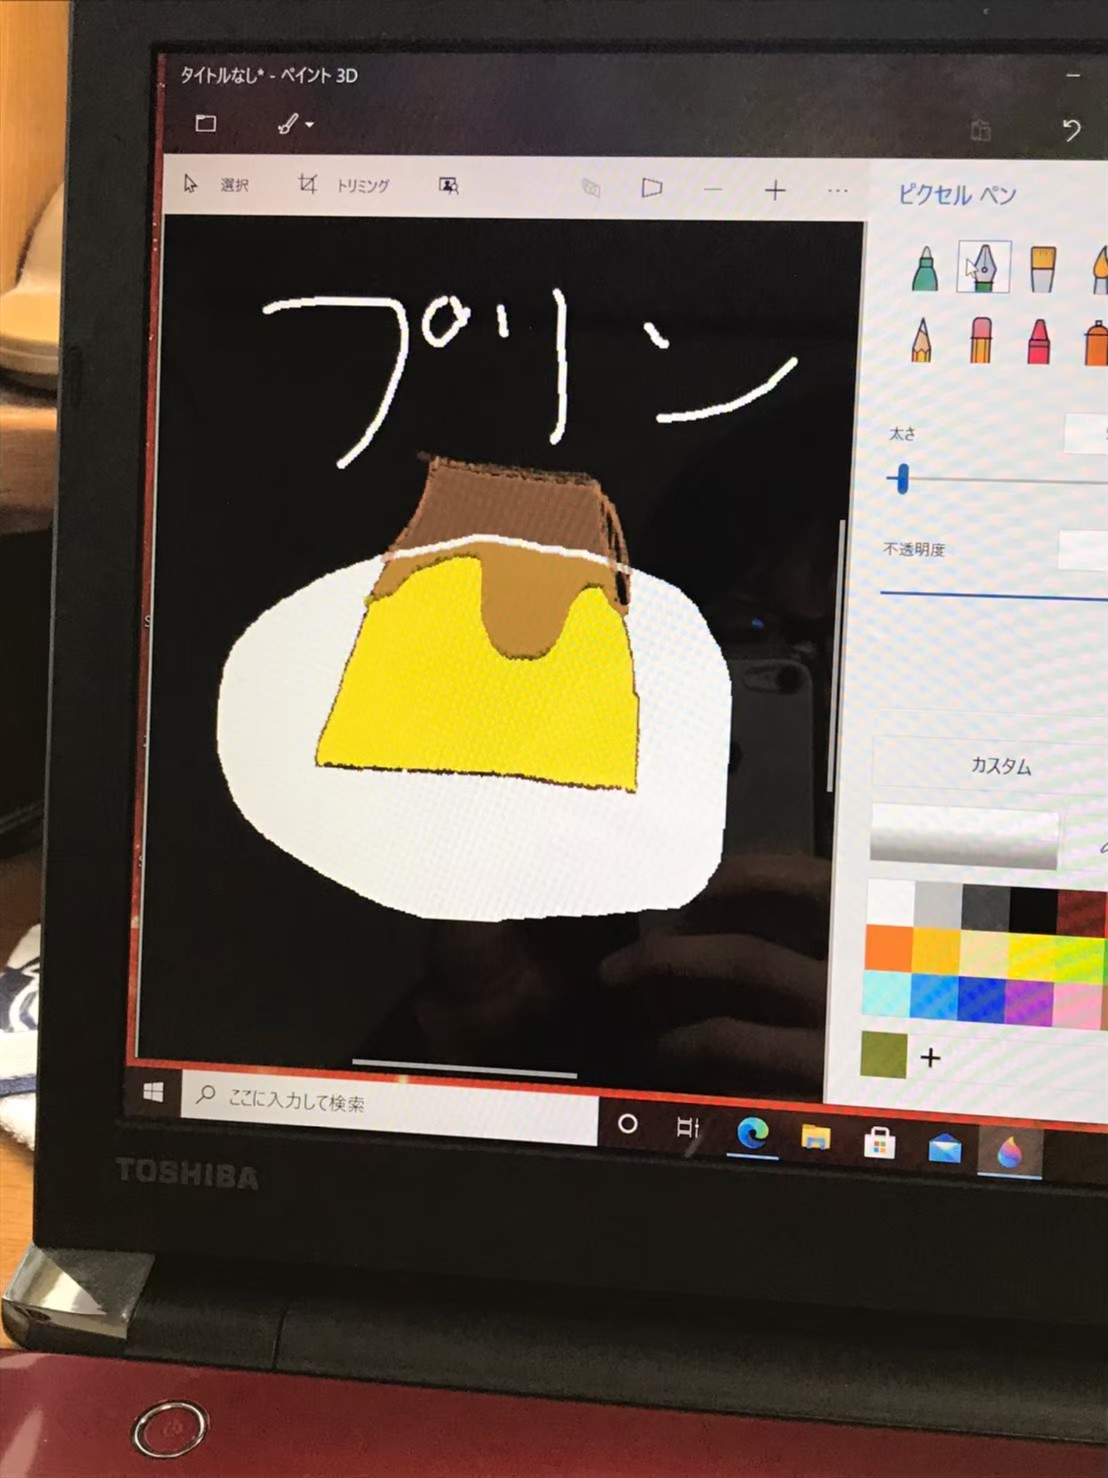 タイトルなし* - ペイント 3D
選択
トリミング
ピクセル ペン
プリン
太さ
不透明度
カスタム
ここに入力して検索
TOSHIBA